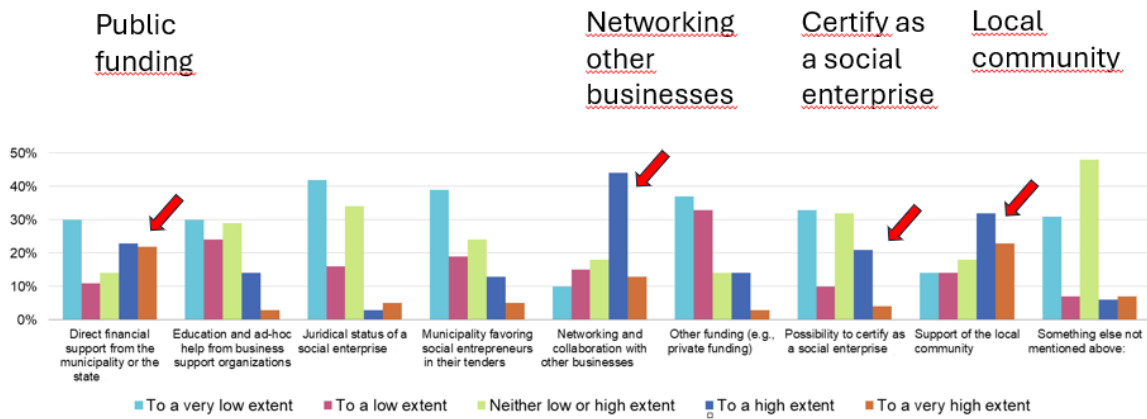 Public
funding
Networking
other
businesses
Certify as
a social
enterprise
Local
community
50%
40%
30%
20%
10%
0%
Direct financial
support from the
municipality or the
state
Education and ad-hoc
help from business
support organizations
Juridical status of a
social enterprise
Municipality favoring
social entrepreneurs
in their tenders
Networking and
collaboration with
other businesses
Other funding (e.g.,
private funding)
Possibility to certify as
a social enterprise
Support of the local
community
Something else not
mentioned above:
To a very low extent
To a low extent
Neither low or high extent
To a high extent
To a very high extent